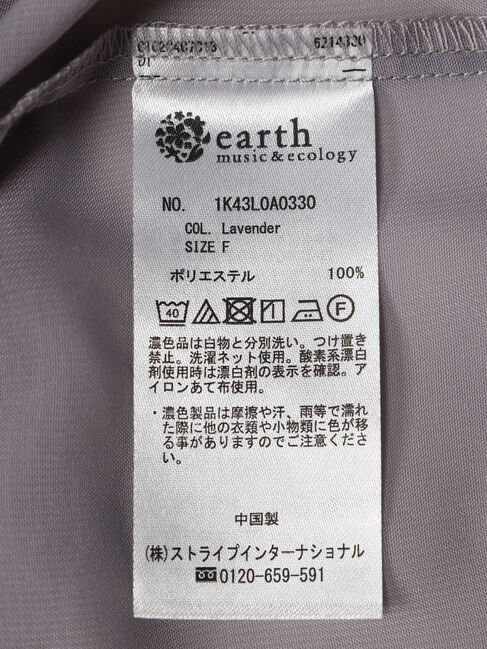 earth
music&ecology
NO. 1K43L0A0330
COL. Lavender
SIZE F
ポリエステル 100%
40 F
濃色品は白物と分別洗い。つけ置き
禁止。洗濯ネット使用。酸素系漂白
剤使用時は漂白剤の表示を確認。ア
イロンあて布使用。
・濃色製品は摩擦や汗、雨等で濡れ
た際に他の衣類や小物類に色が移
る事がありますのでご注意くださ
い。
中国製
(株)ストライプインターナショナル
0120-659-591